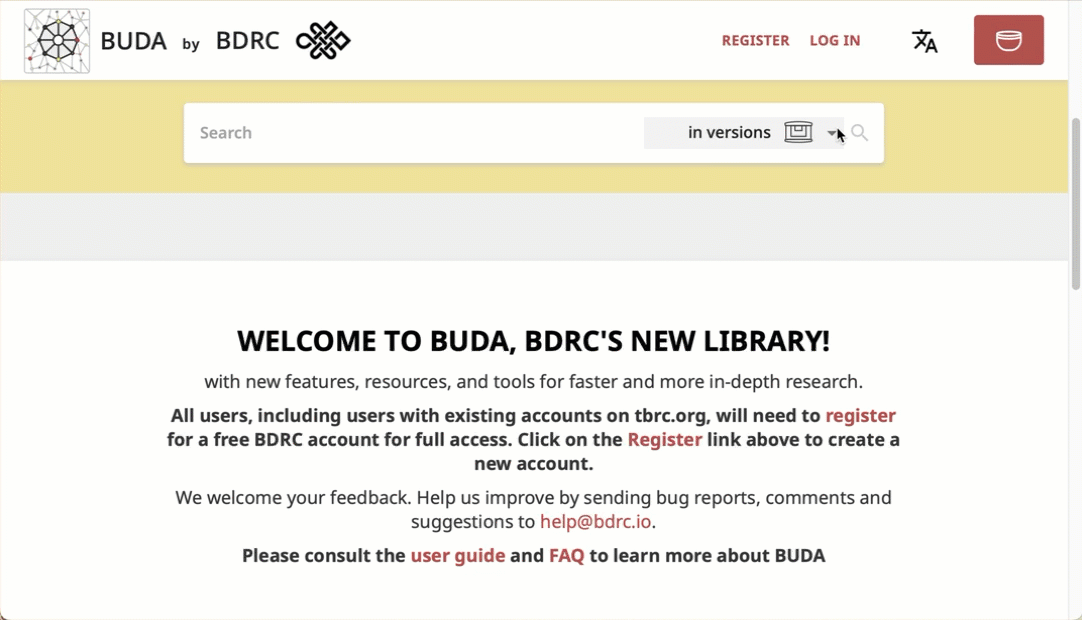 BUDA by BDRC
REGISTER LOG IN
Search in versions
WELCOME TO BUDA, BDRC'S NEW LIBRARY!
with new features, resources, and tools for faster and more in-depth research.
All users, including users with existing accounts on tbrc.org, will need to register
for a free BDRC account for full access. Click on the Register link above to create a
new account.
We welcome your feedback. Help us improve by sending bug reports, comments and
suggestions to help@bdrc.io.
Please consult the user guide and FAQ to learn more about BUDA